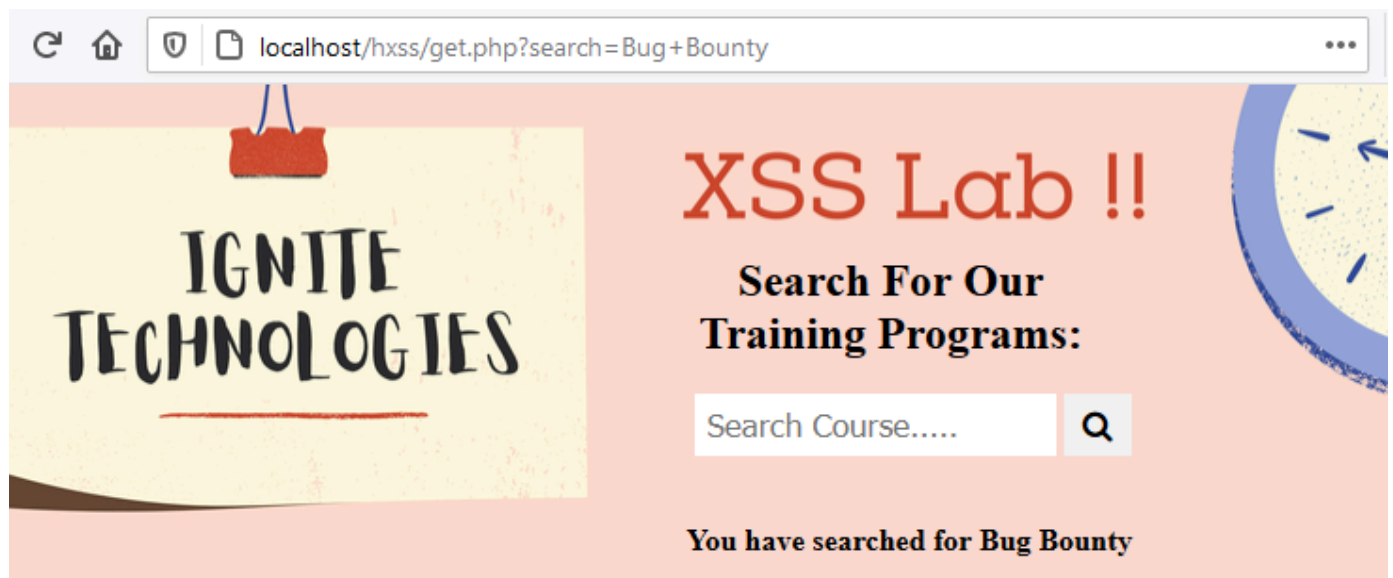 localhost/hxss/get.php?search=Bug+Bounty
IGNITE
TECHNOLOGIES
XSS Lab !!
Search For Our
Training Programs:
Search Course.....
You have searched for Bug Bounty